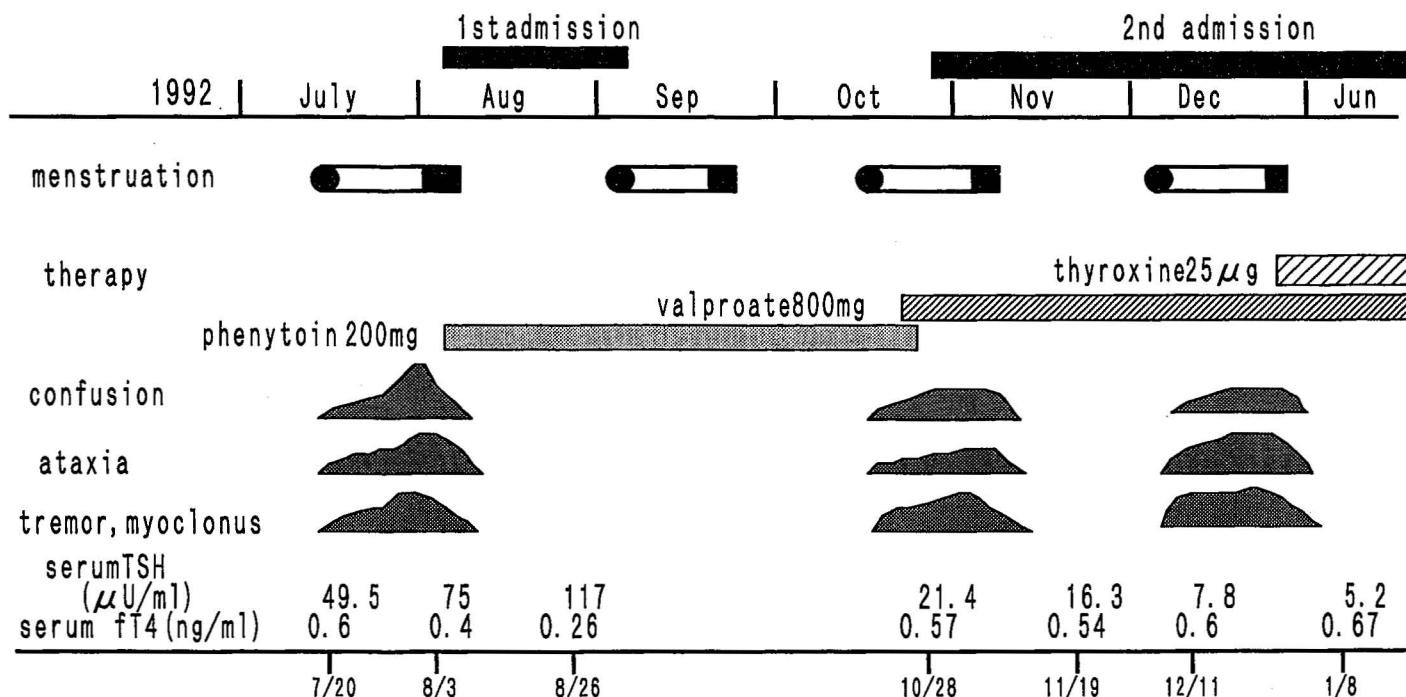 1st admission 2nd admission
1992 July Aug Sep Oct Nov Dec Jun
menstruation
therapy
thyroxine25μg
valproate800mg
phenytoin 200mg
confusion
ataxia
tremor, myoclonus
serumTSH
(μU/ml) 49.5 75 117 21.4 16.3 7.8 5.2
serum fT4(ng/ml) 0.6 0.4 0.26 0.57 0.54 0.6 0.67
7/20 8/3 8/26 10/28 11/19 12/11 1/8